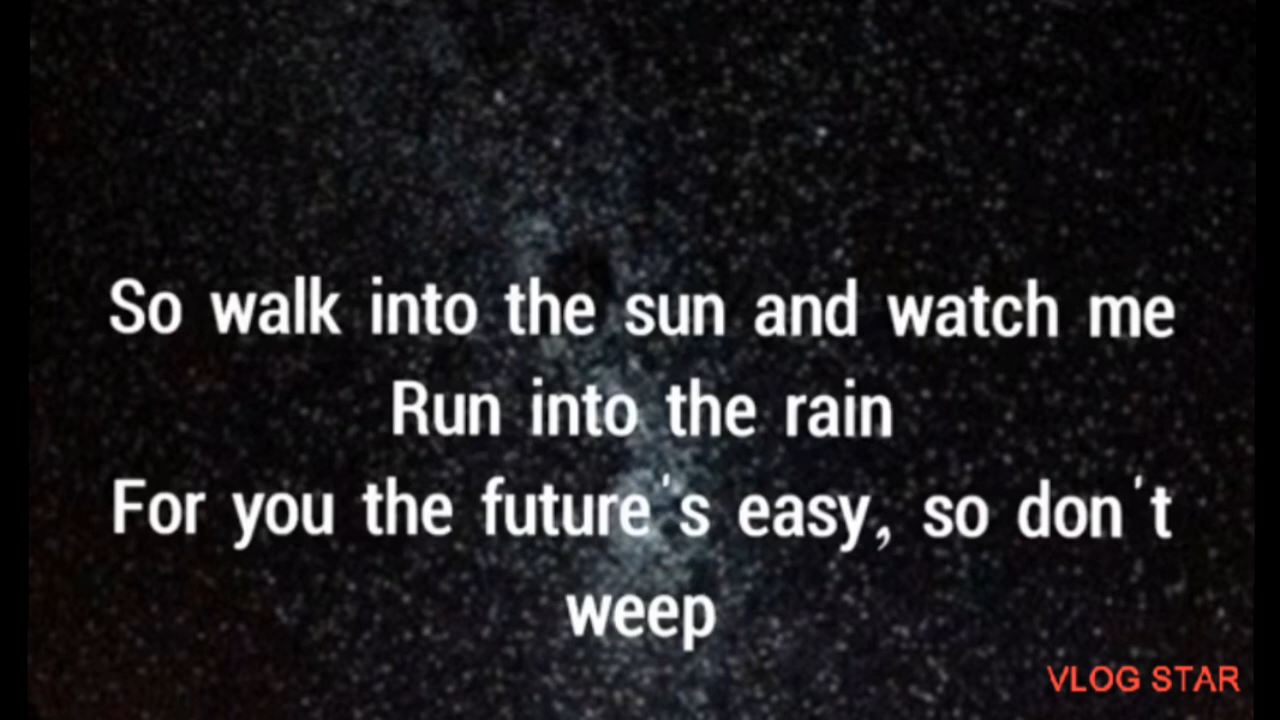 So walk into the sun and watch me
Run into the rain
For you the future's easy, so don't
weep
VLOG STAR